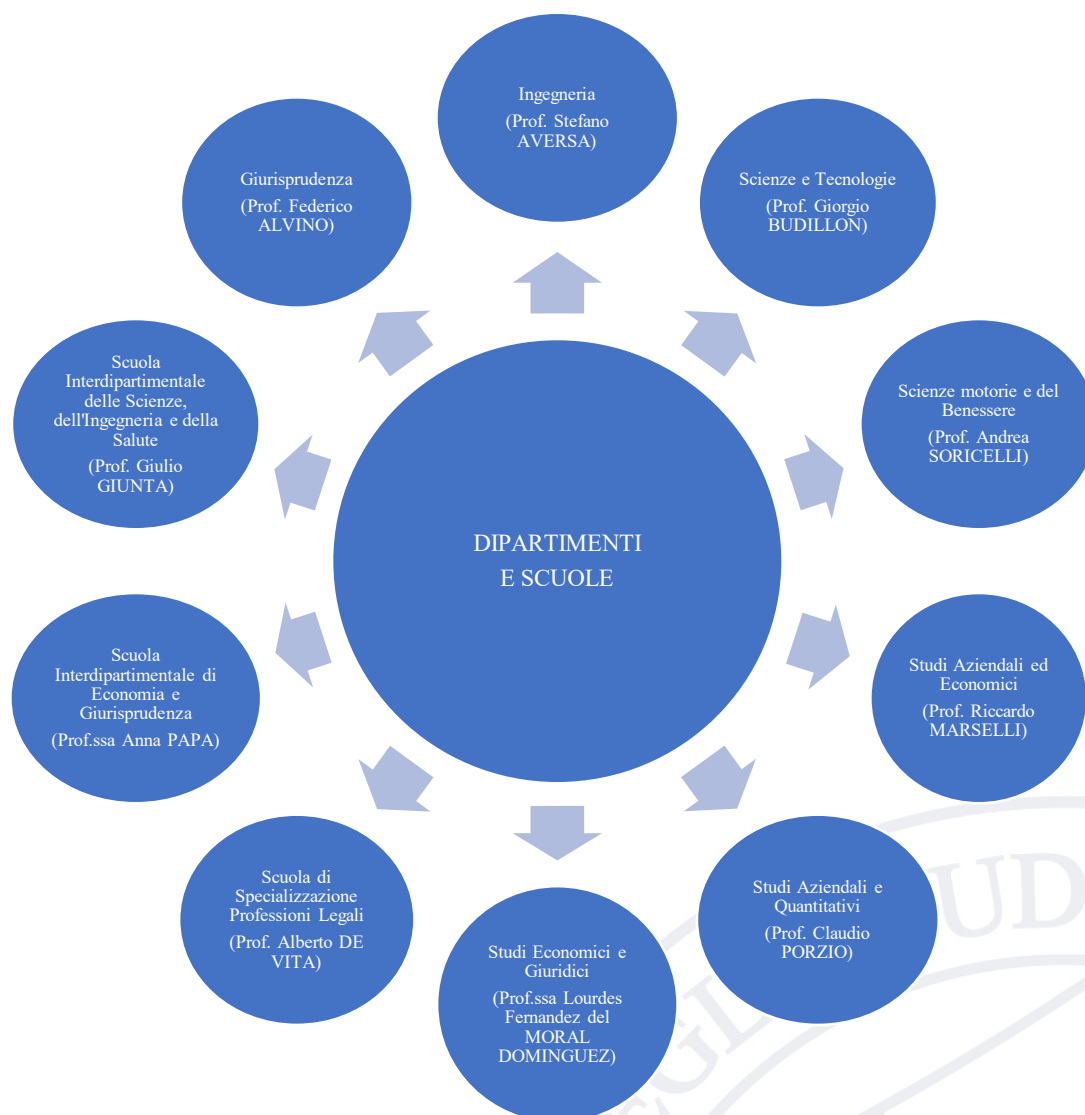 Ingegneria
(Prof. Stefano
AVERSA)
Scienze e Tecnologie
(Prof. Giorgio
BUDILLON)
Scienze motorie e del
Benessere
(Prof. Andrea
SORICELLI)
Studi Aziendali ed
Economici
(Prof. Riccardo
MARSELLI)
Studi Aziendali e
Quantitativi
(Prof. Claudio
PORZIO)
Studi Economici e
Giuridici
(Prof.ssa Lourdes
Fernandez del
MORAL
DOMINGUEZ)
Scuola di
Specializzazione
Professioni Legali
(Prof. Alberto DE
VITA)
Scuola
Interdipartimentale di
Economia e
Giurisprudenza
(Prof.ssa Anna PAPA)
Scuola
Interdipartimentale
delle Scienze,
dell'Ingegneria e della
Salute
(Prof. Giulio
GIUNTA)
Giurisprudenza
(Prof. Federico
ALVINO)
DIPARTIMENTI
E SCUOLE